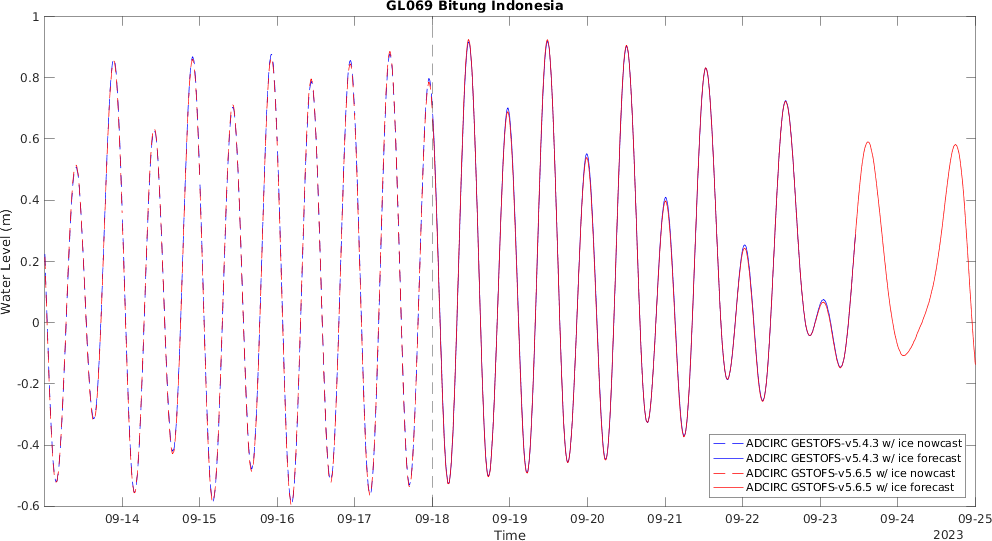 GL069 Bitung Indonesia
1
0.8
0.6
0.4
0.2
0
-0.2
-0.4
-0.6
Water Level (m)
09-14 09-15 09-16 09-17 09-18 09-19 09-20 09-21 09-22 09-23 09-24 09-25
Time
2023
ADCIRC GESTOFS-v5.4.3 w/ ice nowcast
ADCIRC GESTOFS-v5.4.3 w/ ice forecast
ADCIRC GSTOFS-v5.6.5 w/ ice nowcast
ADCIRC GSTOFS-v5.6.5 w/ ice forecast